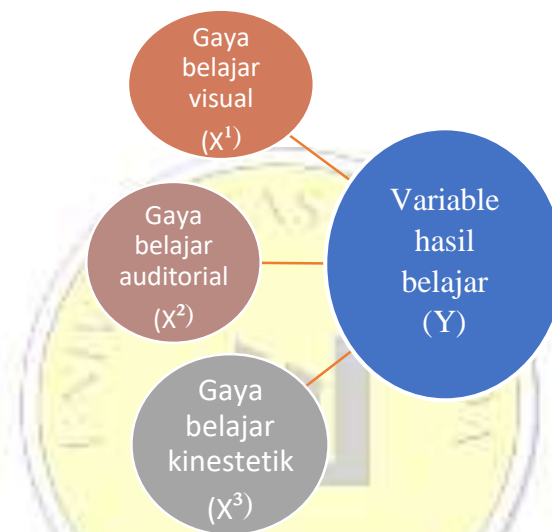 Gaya
belajar
visual
(X¹)
Variable
hasil
belajar
(Y)
Gaya
belajar
auditorial
(X²)
Gaya
belajar
kinestetik
(X³)